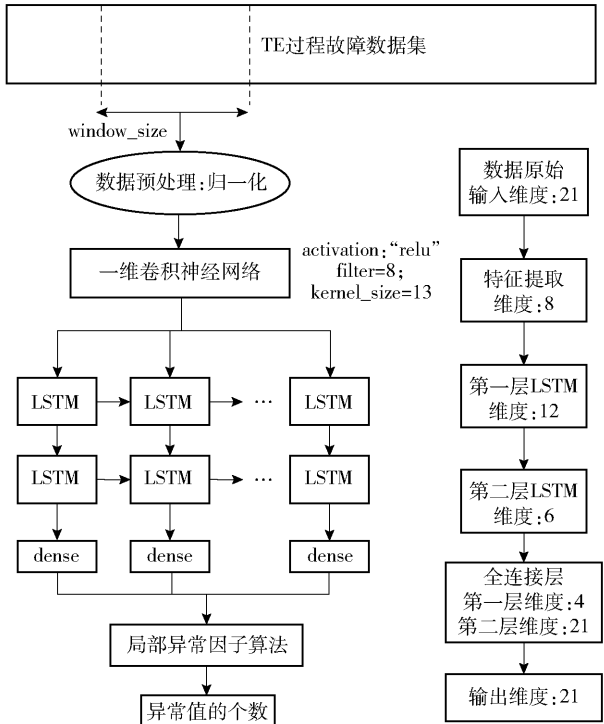 TE过程故障数据集
window_size
数据预处理:归一化
一维卷积神经网络
activation:“relu”
filter=8;
kernel_size=13
LSTM
LSTM
···
LSTM
LSTM
LSTM
···
LSTM
dense
dense
dense
局部异常因子算法
异常值的个数
数据原始
输入维度:21
特征提取
维度:8
第一层LSTM
维度:12
第二层LSTM
维度:6
全连接层
第一层维度:4
第二层维度:21
输出维度:21